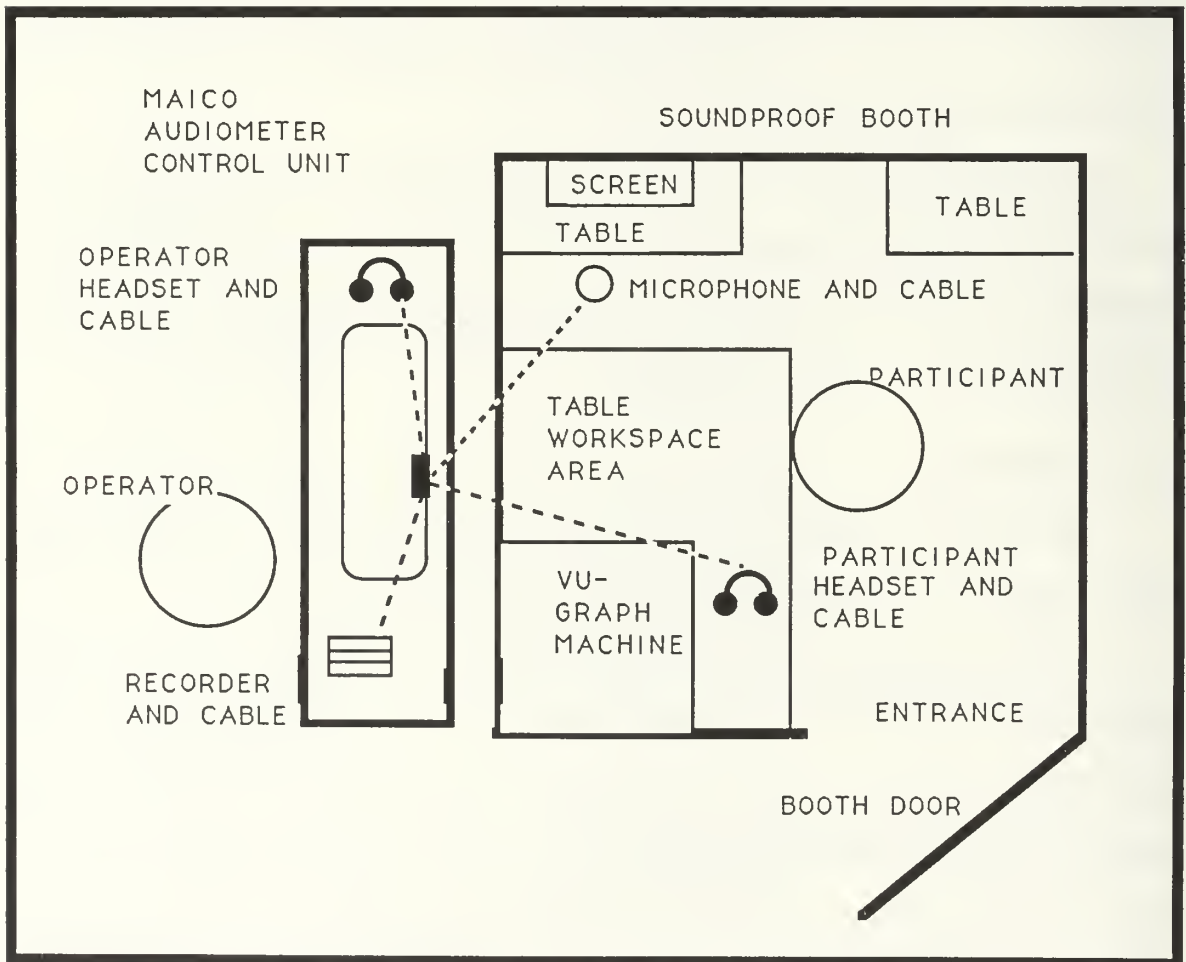 MAICO
AUDIOMETER
CONTROL UNIT
SOUNDPROOF BOOTH
SCREEN
TABLE
TABLE
OPERATOR
HEADSET AND
CABLE
MICROPHONE AND CABLE
PARTICIPANT
TABLE
WORKSPACE
AREA
OPERATOR
PARTICIPANT
HEADSET AND
CABLE
VU-
GRAPH
MACHINE
RECORDER
AND CABLE
ENTRANCE
BOOTH DOOR